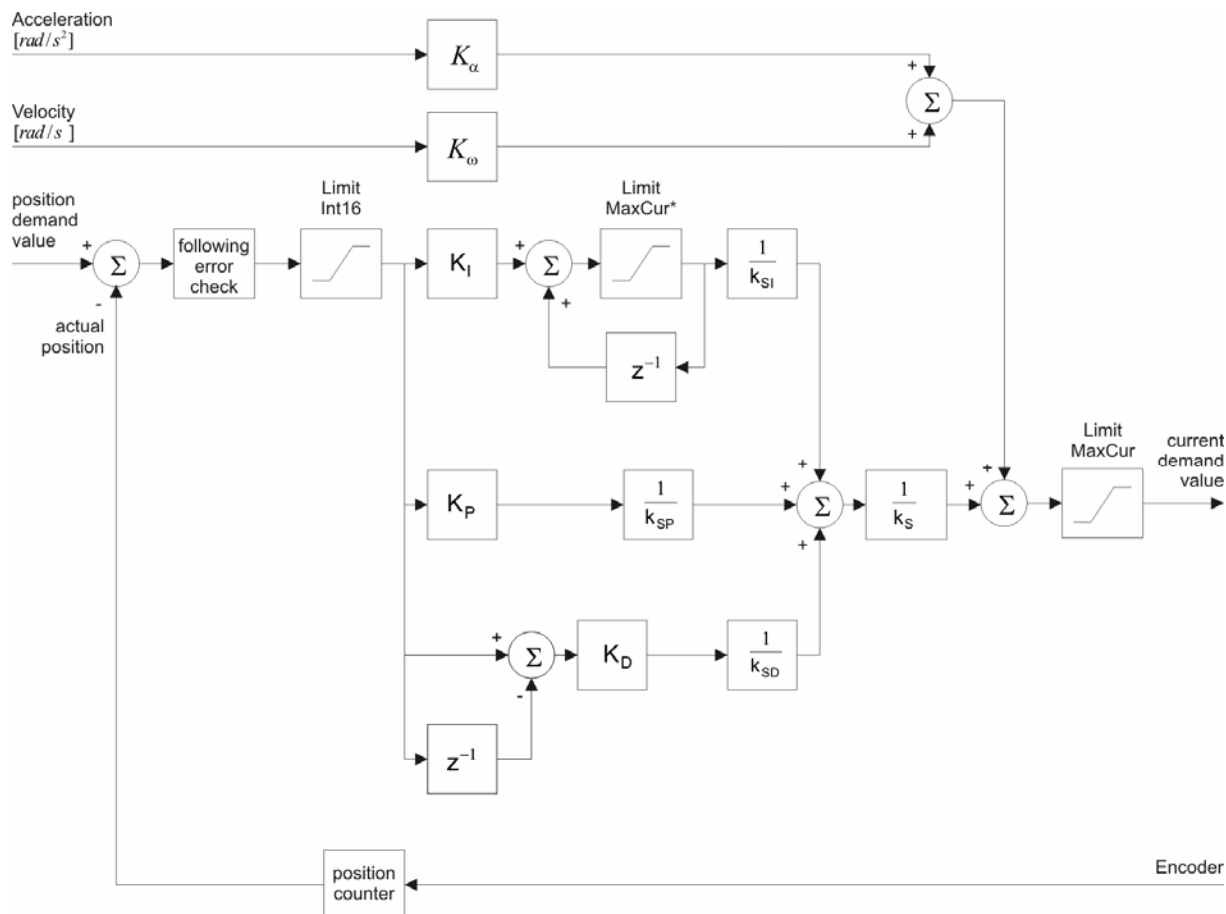 Acceleration
[rad/s²]
Kα
+
Σ
+
Velocity
[rad/s ]
Kω
position
demand
value
+
Σ
-
actual
position
following
error
check
Limit
Int16
K_I
+
Σ
+
Limit
MaxCur*
1
k_SI
z⁻¹
K_P
1
k_SP
+
+
Σ
+
1
k_S
+
+
Σ
Limit
MaxCur
current
demand
value
+
Σ
-
K_D
1
k_SD
z⁻¹
position
counter
Encoder